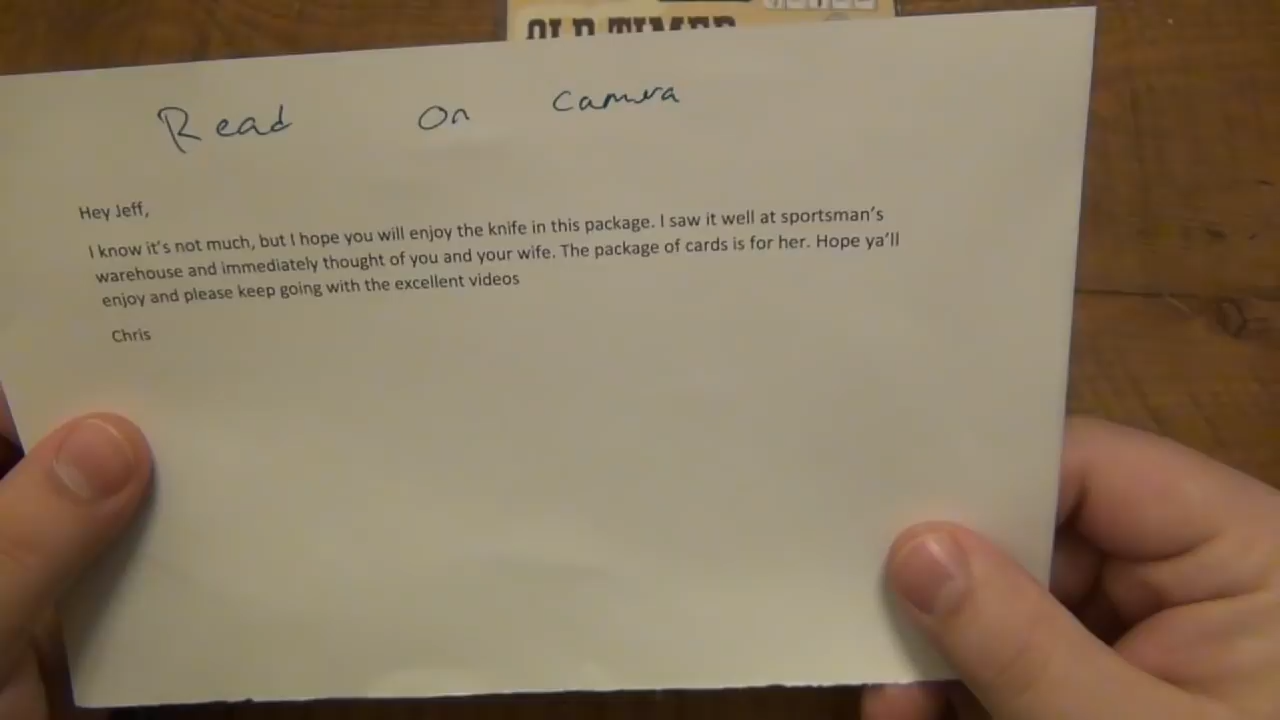 OLD TIMER
Read On Camera
Hey Jeff,
I know it's not much, but I hope you will enjoy the knife in this package. I saw it well at sportsman's
warehouse and immediately thought of you and your wife. The package of cards is for her. Hope ya'll
enjoy and please keep going with the excellent videos
Chris